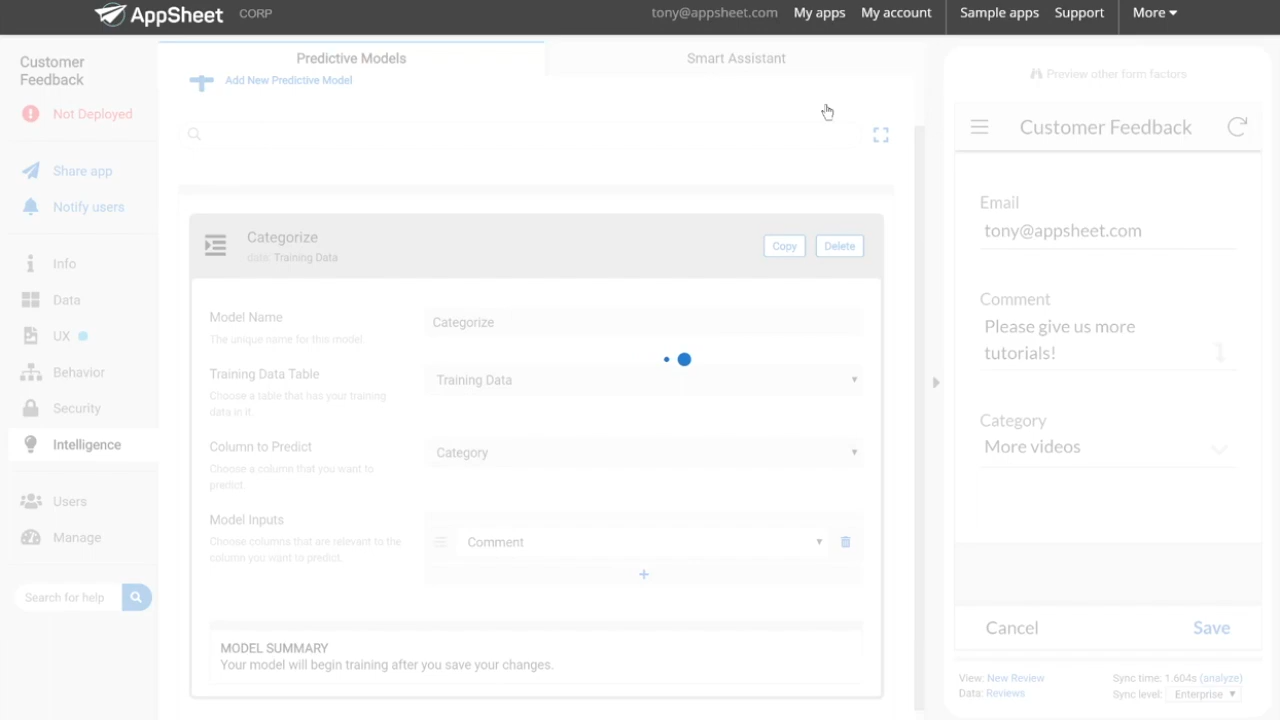 AppSheet CORP
tony@appsheet.com My apps My account Sample apps Support More
Customer
Feedback
Not Deployed
Share app
Notify users
Info
Data
UX
Behavior
Security
Intelligence
Users
Manage
Search for help
Predictive Models Smart Assistant
Add New Predictive Model
Categorize
data: Training Data
Copy Delete
Model Name
The unique name for this model.
Categorize
Training Data Table
Choose a table that has your training
data in it.
Training Data
Column to Predict
Choose a column that you want to
predict.
Category
Model Inputs
Choose columns that are relevant to the
column you want to predict.
Comment
+
MODEL SUMMARY
Your model will begin training after you save your changes.
Preview other form factors
Customer Feedback
Email
tony@appsheet.com
Comment
Please give us more
tutorials!
Category
More videos
Cancel Save
View: New Review Sync time: 1.604s (analyze)
Data: Reviews Sync level: Enterprise